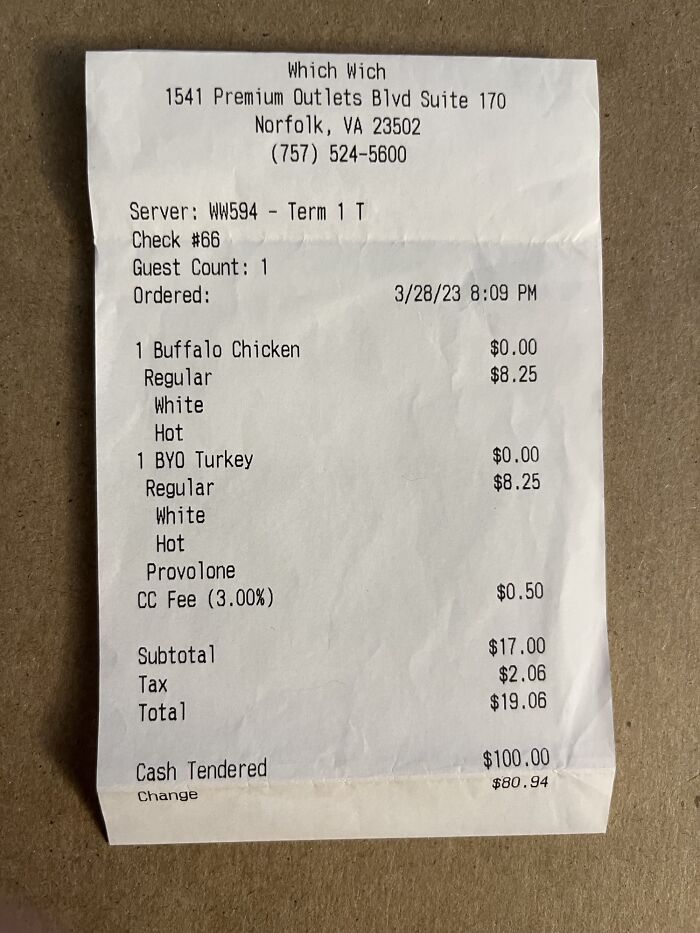 Which Wich
1541 Premium Outlets Blvd Suite 170
Norfolk, VA 23502
(757) 524-5600
Server: WW594 - Term 1 T
Check #66
Guest Count: 1
Ordered: 3/28/23 8:09 PM
1 Buffalo Chicken $0.00
Regular $8.25
White
Hot
1 BYO Turkey $0.00
Regular $8.25
White
Hot
Provolone
CC Fee (3.00%) $0.50
Subtotal $17.00
Tax $2.06
Total $19.06
Cash Tendered $100.00
Change $80.94